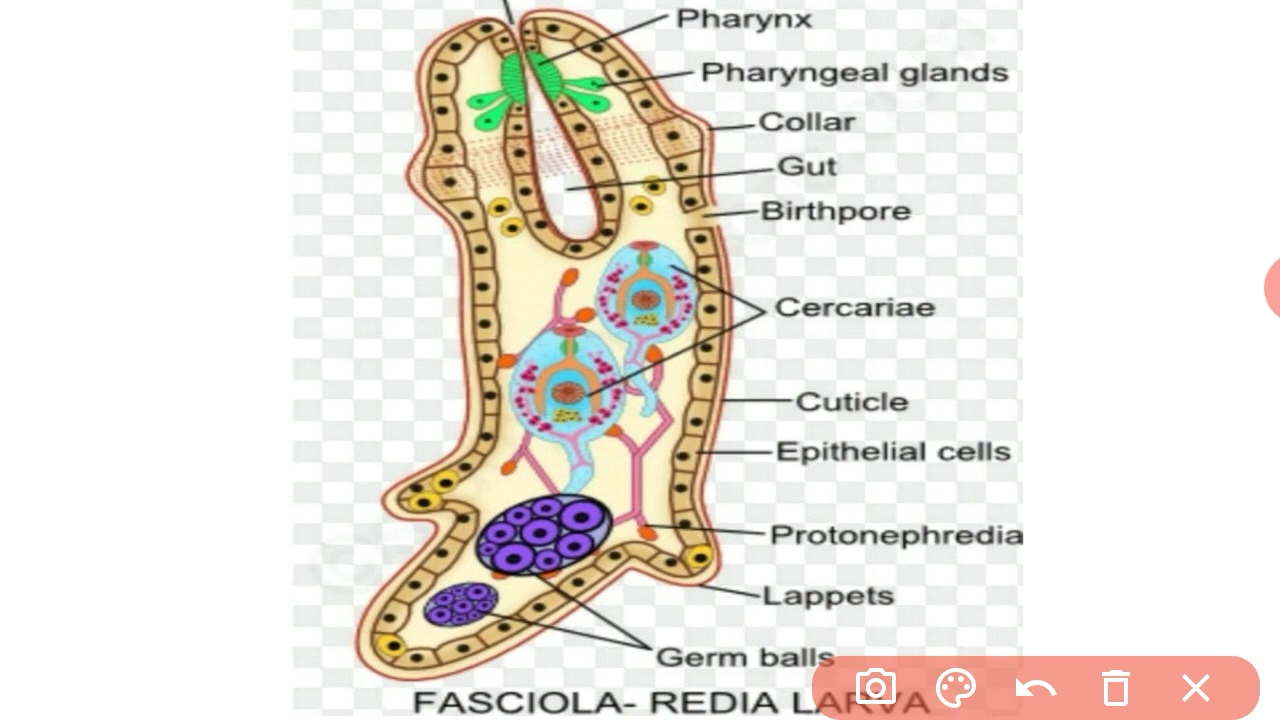 Pharynx
Pharyngeal glands
Collar
Gut
Birthpore
Cercariae
Cuticle
Epithelial cells
Protonephredia
Lappets
Germ balls
FASCIOLA- REDIA LARVA